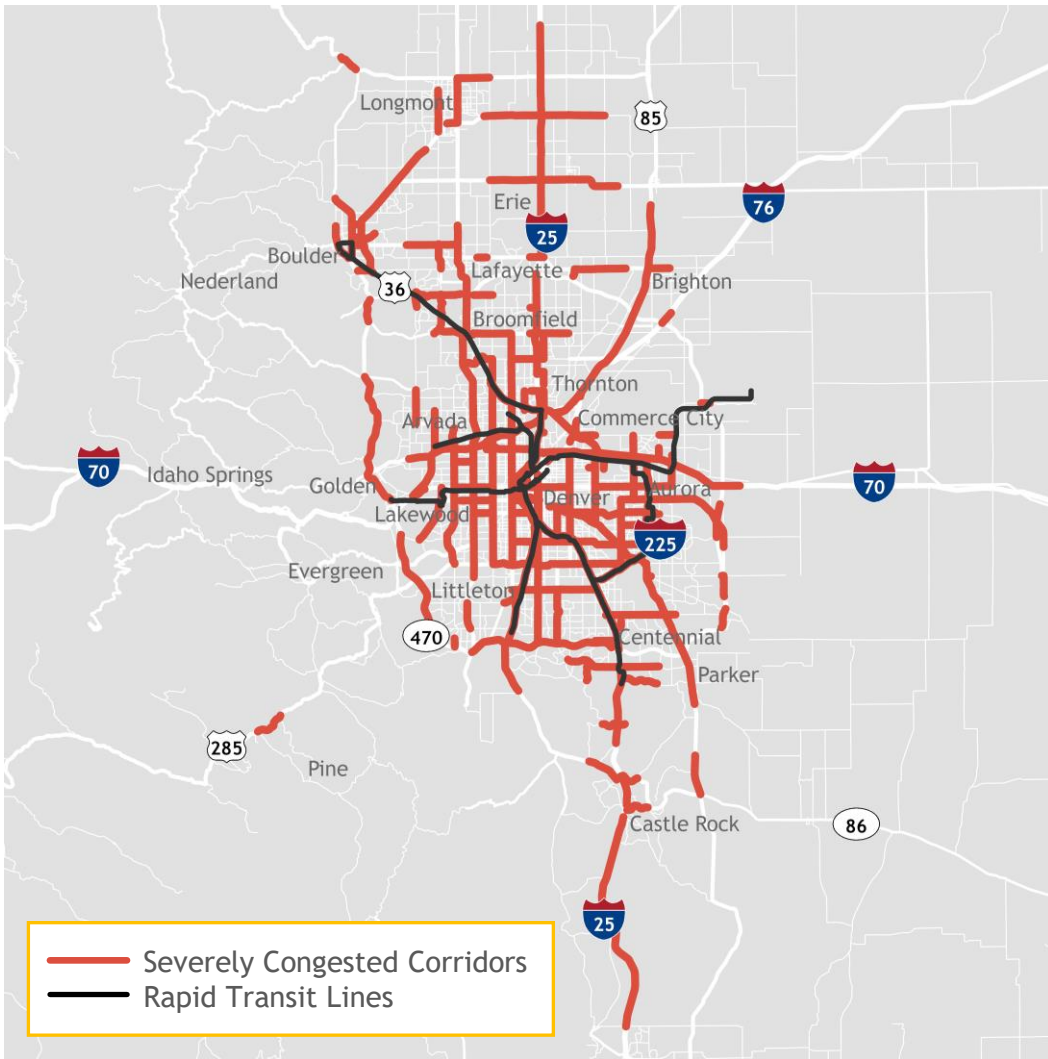 Longmont
85
Erie
76
25
Boulder
Lafayette
Nederland
36
Brighton
Broomfield
Thornton
Arvada
Commerce City
70
Idaho Springs
Golden
Denver
Aurora
70
Lakewood
225
Evergreen
Littleton
470
Centennial
Parker
285
Pine
Castle Rock
86
25
Severely Congested Corridors
Rapid Transit Lines